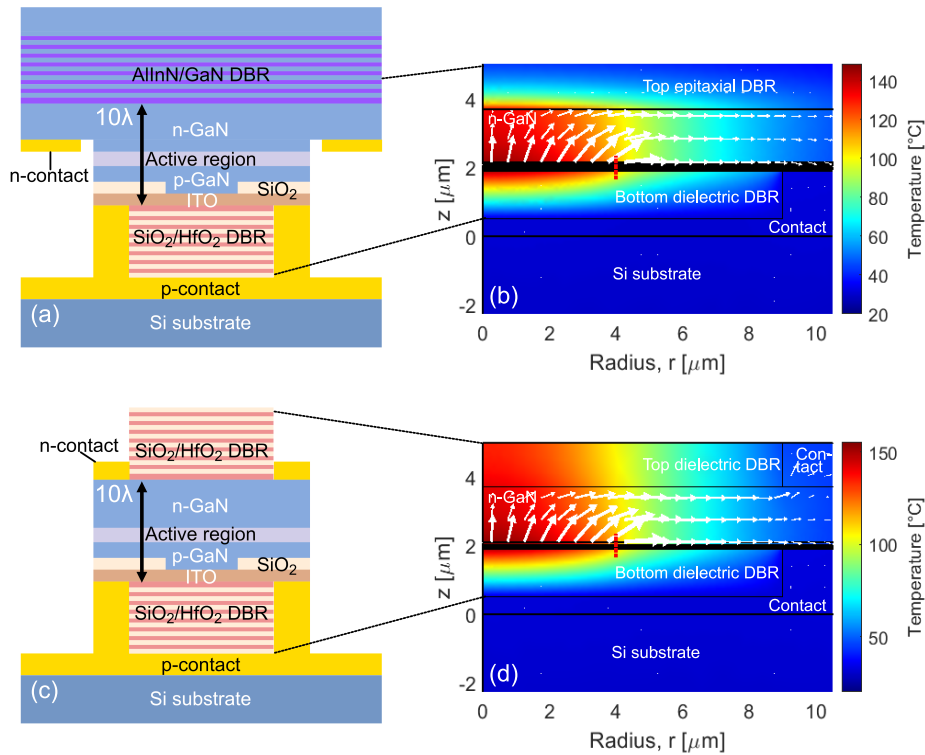 AlInN/GaN DBR
10λ
n-GaN
n-contact
Active region
p-GaN
SiO2
ITO
SiO2/HfO2 DBR
p-contact
(a)
Si substrate
Top epitaxial DBR
n-GaN
Bottom dielectric DBR
Contact
Si substrate
(b)
4
2
0
-2
z [μm]
0
2
4
6
8
10
Radius, r [μm]
140
120
100
80
60
40
20
Temperature [°C]
n-contact
SiO2/HfO2 DBR
10λ
n-GaN
Active region
p-GaN
SiO2
ITO
SiO2/HfO2 DBR
p-contact
(c)
Si substrate
Top dielectric DBR
Con-
tact
n-GaN
Bottom dielectric DBR
Contact
Si substrate
(d)
4
2
0
-2
z [μm]
0
2
4
6
8
10
Radius, r [μm]
150
100
50
Temperature [°C]